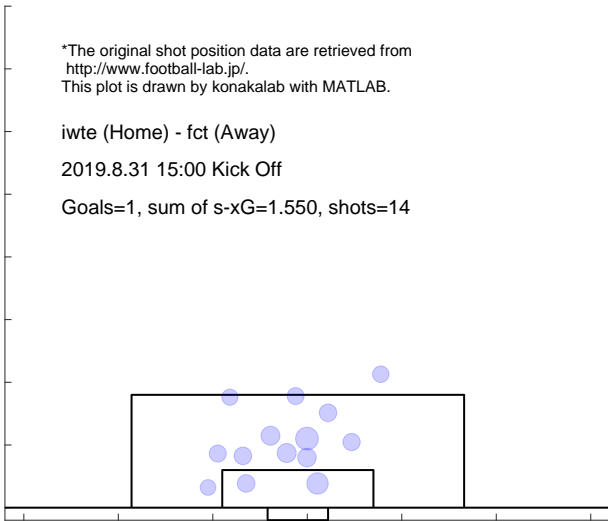 *The original shot position data are retrieved from
http://www.football-lab.jp/.
This plot is drawn by konakalab with MATLAB.
iwte (Home) - fct (Away)
2019.8.31 15:00 Kick Off
Goals=1, sum of s-xG=1.550, shots=14